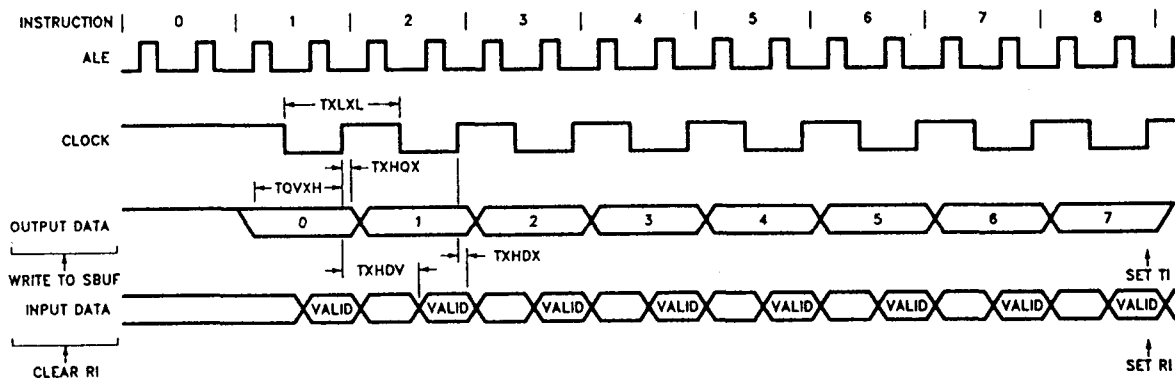 INSTRUCTION | 0 | 1 | 2 | 3 | 4 | 5 | 6 | 7 | 8 |
ALE
TXLXL
CLOCK
TXHQX
TQVXH
OUTPUT DATA 0 1 2 3 4 5 6 7
WRITE TO SBUF
TXHDV
TXHDX
SET TI
INPUT DATA VALID VALID VALID VALID VALID VALID VALID VALID
CLEAR RI
SET RI